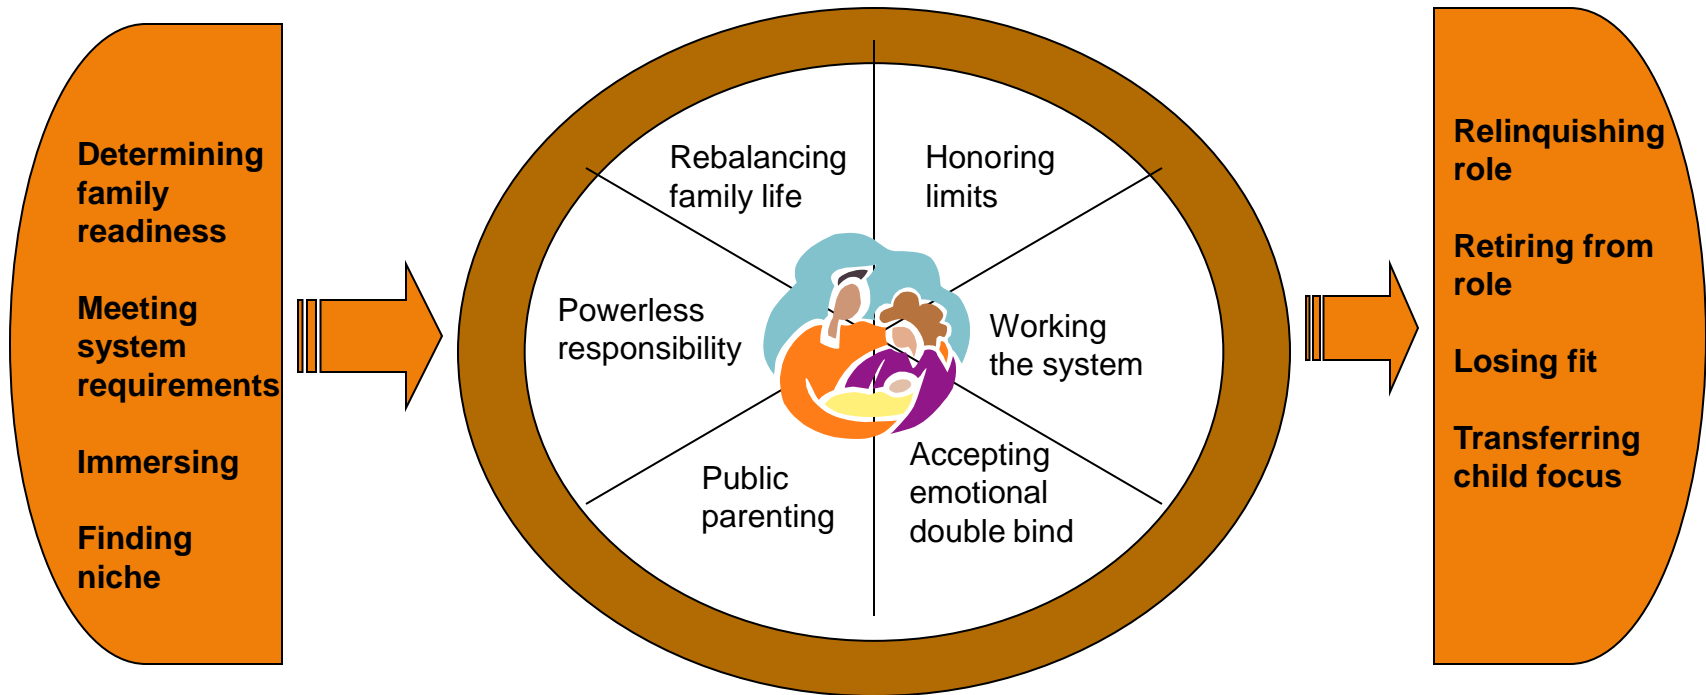 Determining
family
readiness
Meeting
system
requirements
Immersing
Finding
niche
Rebalancing
family life
Honoring
limits
Powerless
responsibility
Working
the system
Public
parenting
Accepting
emotional
double bind
Relinquishing
role
Retiring from
role
Losing fit
Transferring
child focus